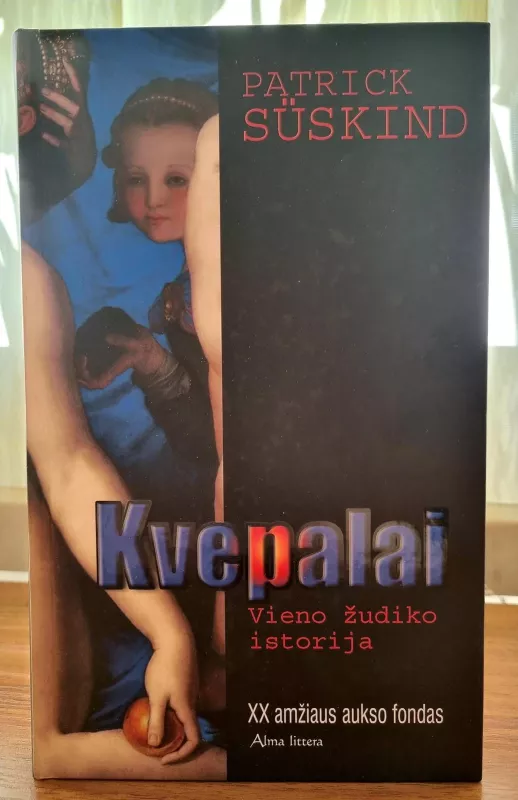 PATRICK
SÜSKIND
Kvepalai
Vieno žudiko
istorija
XX amžiaus aukso fondas
Alma littera